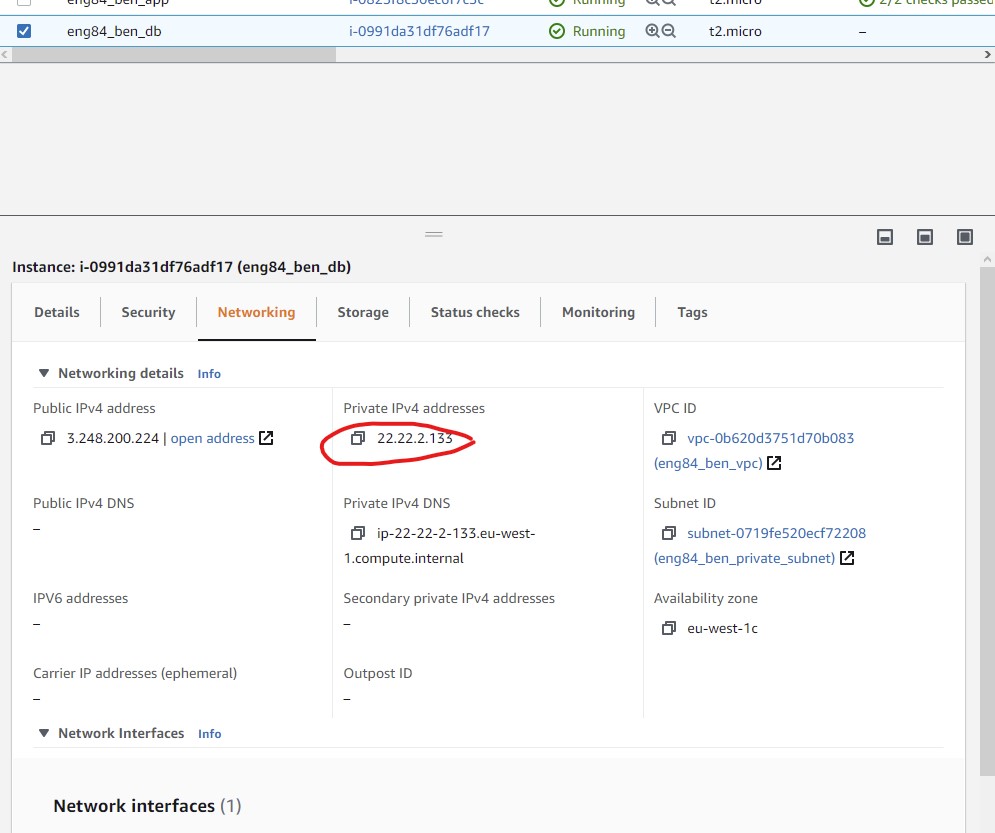 eng84_ben_app Running t2.micro 2/2 checks passed
eng84_ben_db i-0991da31df76adf17 Running t2.micro –
Instance: i-0991da31df76adf17 (eng84_ben_db)
Details Security Networking Storage Status checks Monitoring Tags
Networking details Info
Public IPv4 address
3.248.200.224 | open address
Private IPv4 addresses
22.22.2.133
VPC ID
vpc-0b620d3751d70b083
(eng84_ben_vpc)
Public IPv4 DNS
–
Private IPv4 DNS
ip-22-22-2-133.eu-west-
1.compute.internal
Subnet ID
subnet-0719fe520ecf72208
(eng84_ben_private_subnet)
IPV6 addresses
–
Secondary private IPv4 addresses
–
Availability zone
eu-west-1c
Carrier IP addresses (ephemeral)
–
Outpost ID
–
Network Interfaces Info
Network interfaces (1)